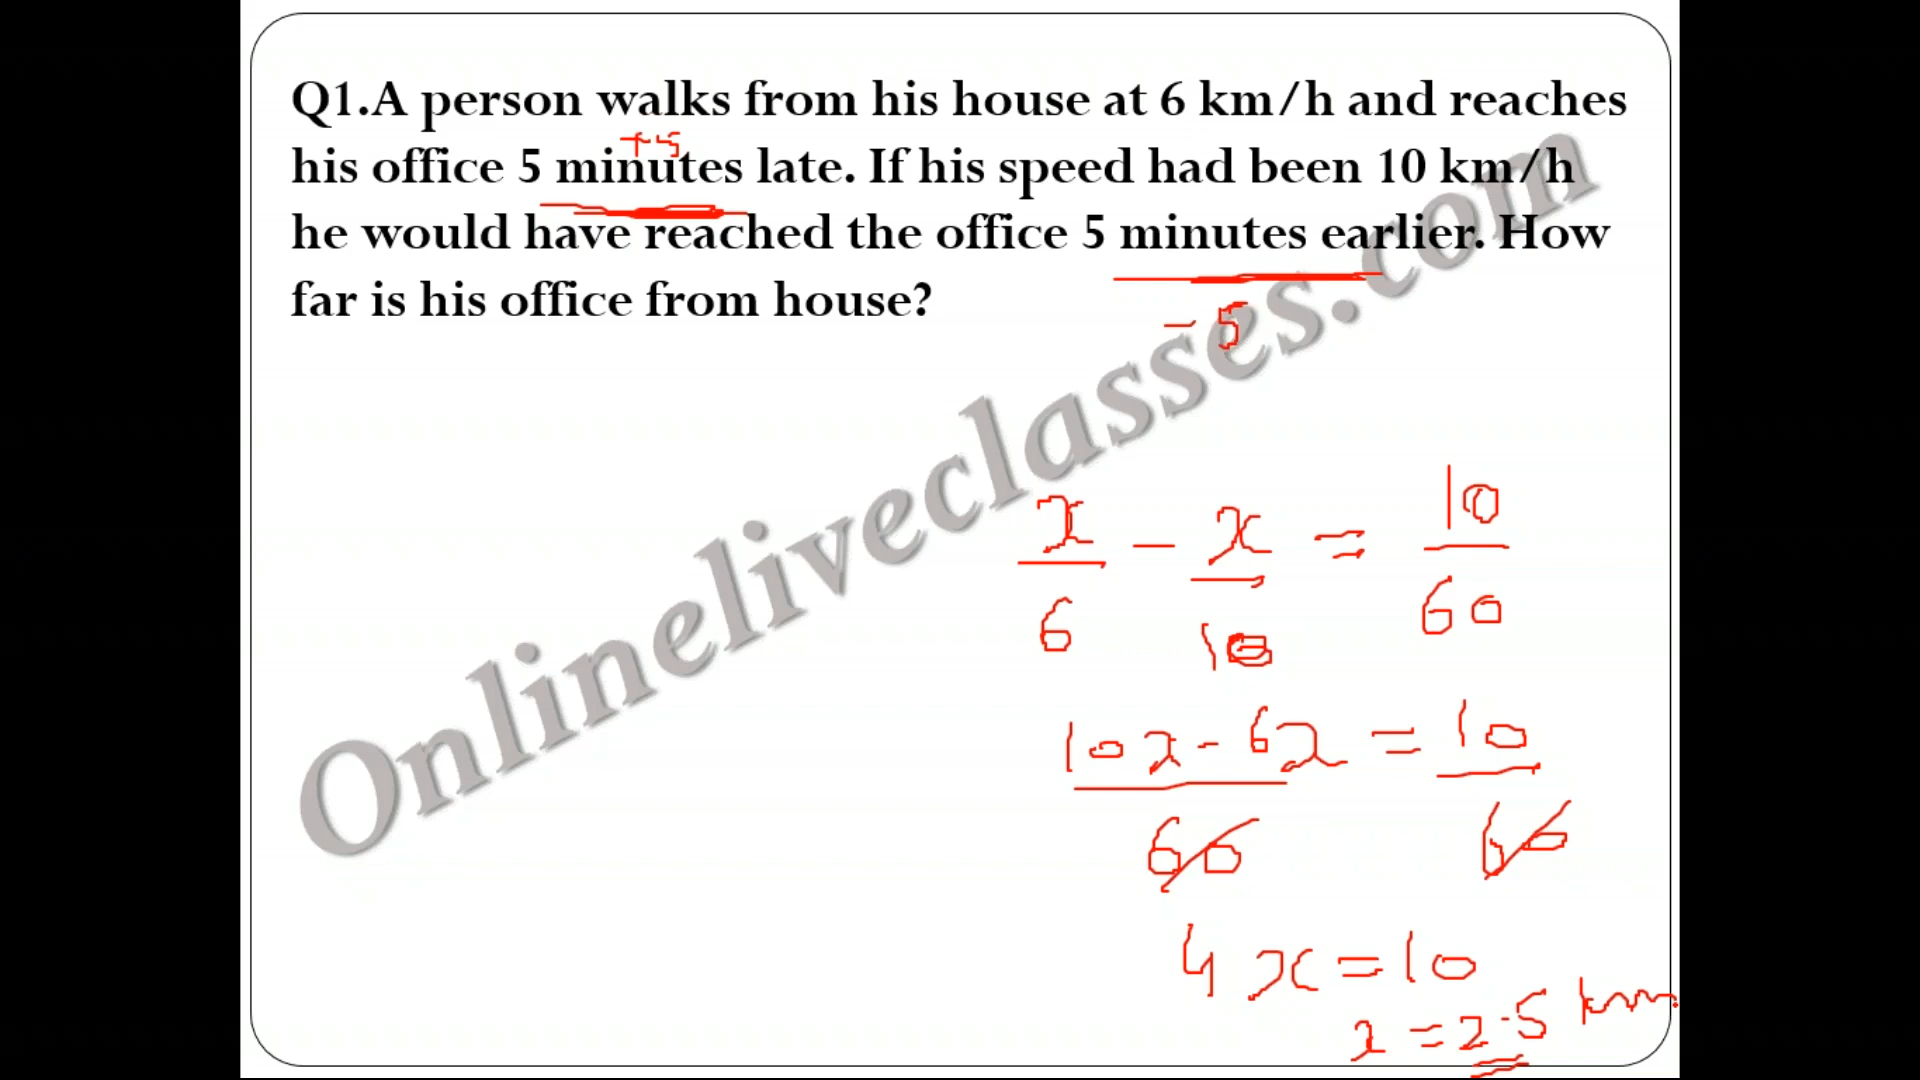 Q1.A person walks from his house at 6 km/h and reaches
+5
his office 5 minutes late. If his speed had been 10 km/h
he would have reached the office 5 minutes earlier. How
far is his office from house?
- 5
Onlineliveclasses.com
x/6 - x/10 = 10/60
10x - 6x/60 = 10/60
4x = 10
x = 2.5 km.